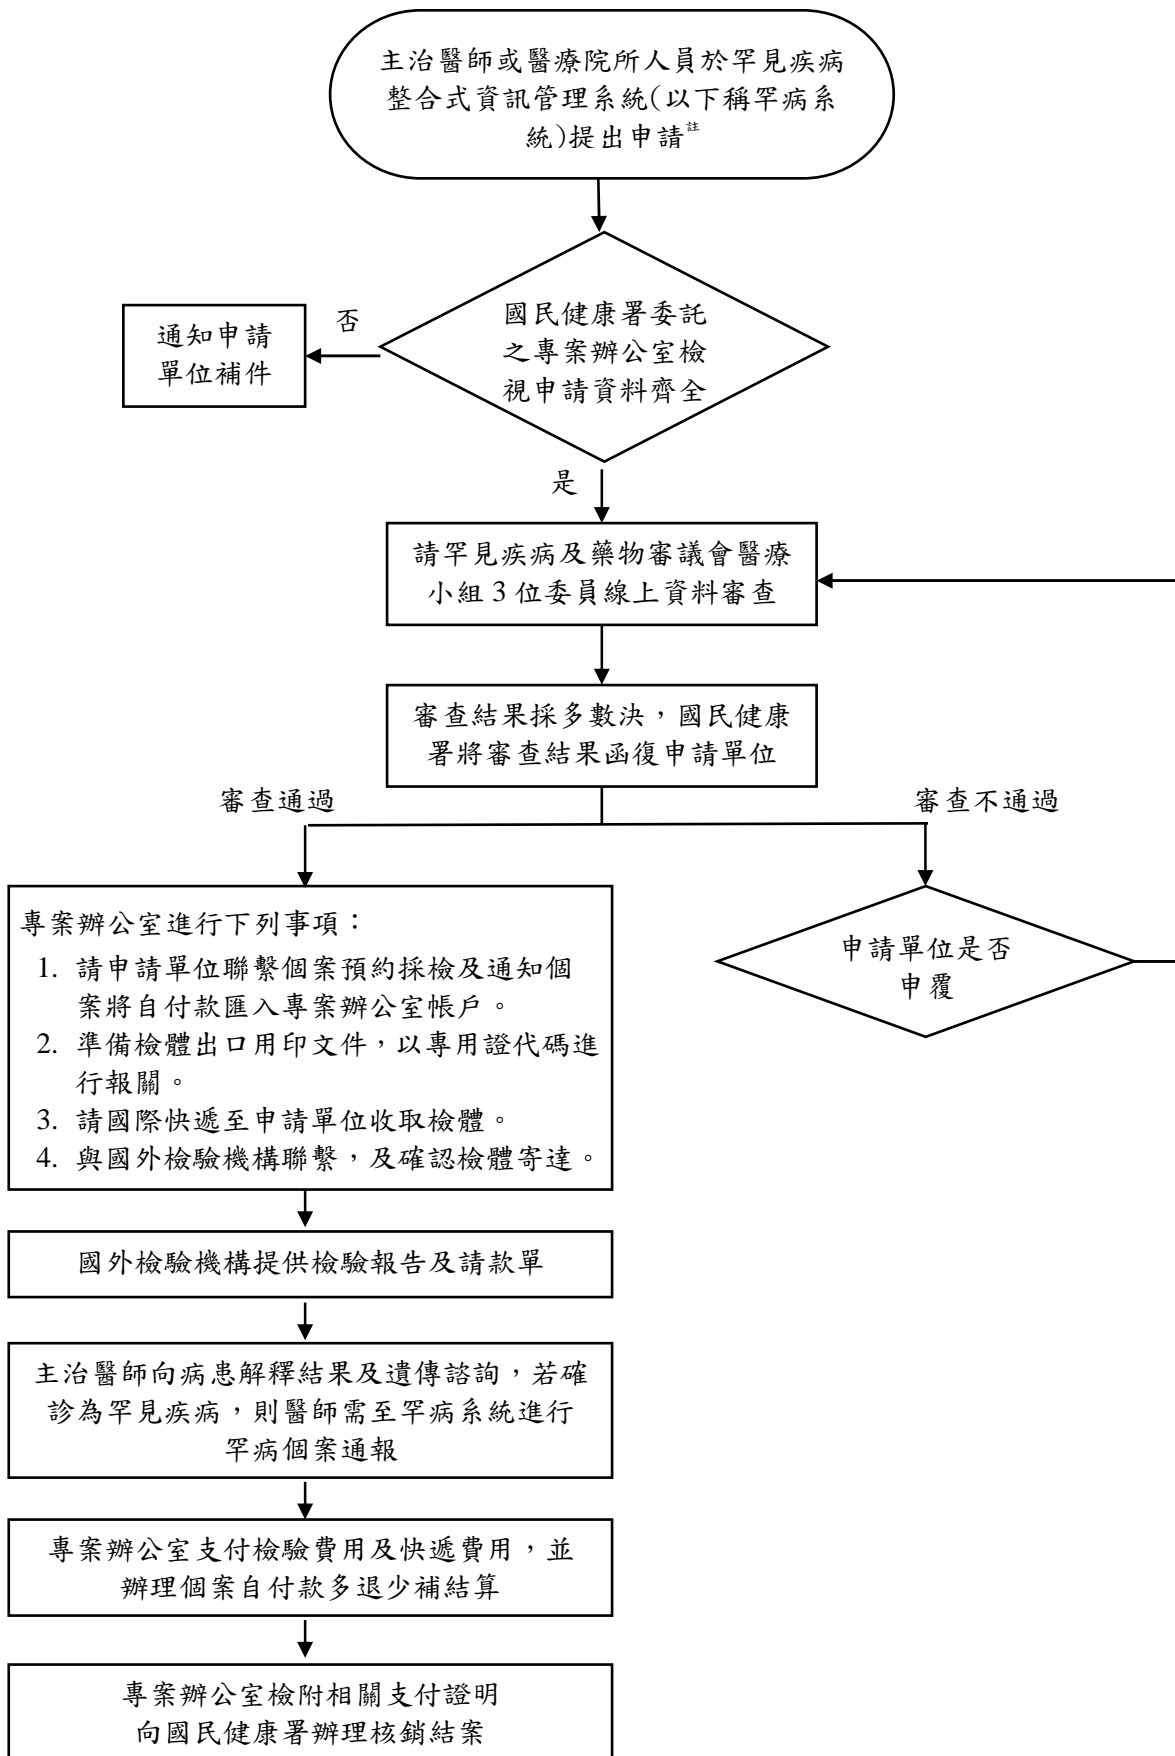 主治醫師或醫療院所人員於罕見疾病
整合式資訊管理系統(以下稱罕病系
統)提出申請註
國民健康署委託
之專案辦公室檢
視申請資料齊全
否
通知申請
單位補件
是
請罕見疾病及藥物審議會醫療
小組 3 位委員線上資料審查
審查結果採多數決，國民健康
署將審查結果函復申請單位
審查通過
審查不通過
專案辦公室進行下列事項：
1. 請申請單位聯繫個案預約採檢及通知個
案將自付款匯入專案辦公室帳戶。
2. 準備檢體出口用印文件，以專用證代碼進
行報關。
3. 請國際快遞至申請單位收取檢體。
4. 與國外檢驗機構聯繫，及確認檢體寄達。
申請單位是否
申覆
國外檢驗機構提供檢驗報告及請款單
主治醫師向病患解釋結果及遺傳諮詢，若確
診為罕見疾病，則醫師需至罕病系統進行
罕病個案通報
專案辦公室支付檢驗費用及快遞費用，並
辦理個案自付款多退少補結算
專案辦公室檢附相關支付證明
向國民健康署辦理核銷結案